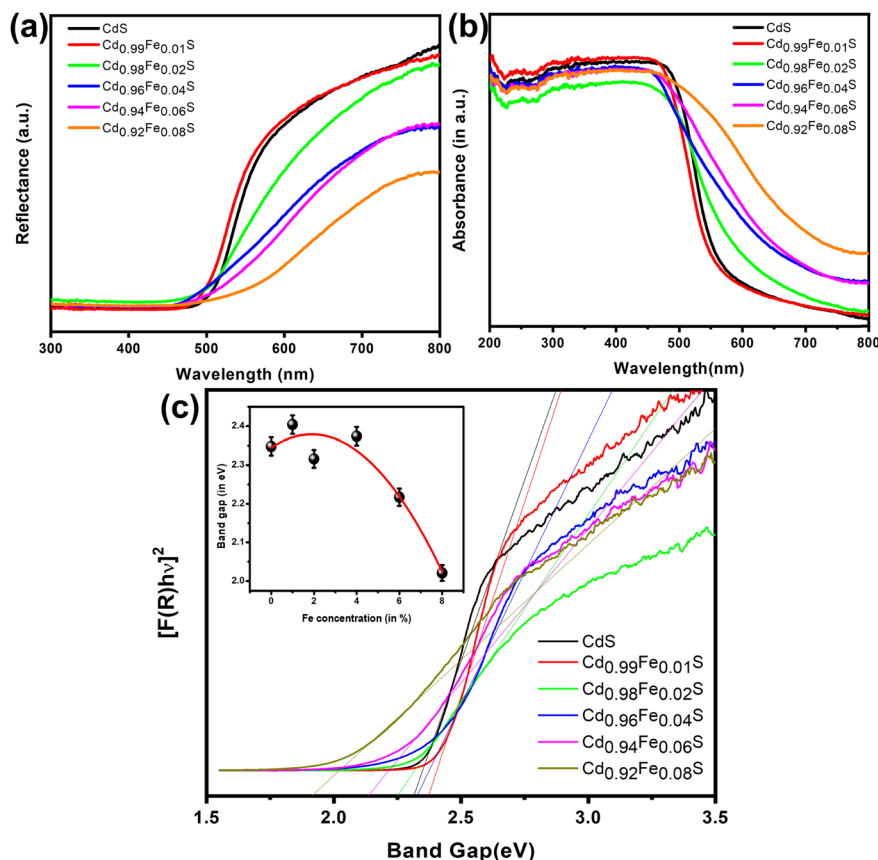 (a)
CdS
Cd0.99Fe0.01S
Cd0.98Fe0.02S
Cd0.96Fe0.04S
Cd0.94Fe0.06S
Cd0.92Fe0.08S
Reflectance (a.u.)
300 400 500 600 700 800
Wavelength (nm)
(b)
CdS
Cd0.99Fe0.01S
Cd0.98Fe0.02S
Cd0.96Fe0.04S
Cd0.94Fe0.06S
Cd0.92Fe0.08S
Absorbance (in a.u.)
200 300 400 500 600 700 800
Wavelength(nm)
(c)
[F(R)hν]2
2.4
2.3
2.2
2.1
2.0
Band gap (in eV)
0 2 4 6 8
Fe concentration (in %)
CdS
Cd0.99Fe0.01S
Cd0.98Fe0.02S
Cd0.96Fe0.04S
Cd0.94Fe0.06S
Cd0.92Fe0.08S
1.5 2.0 2.5 3.0 3.5
Band Gap(eV)